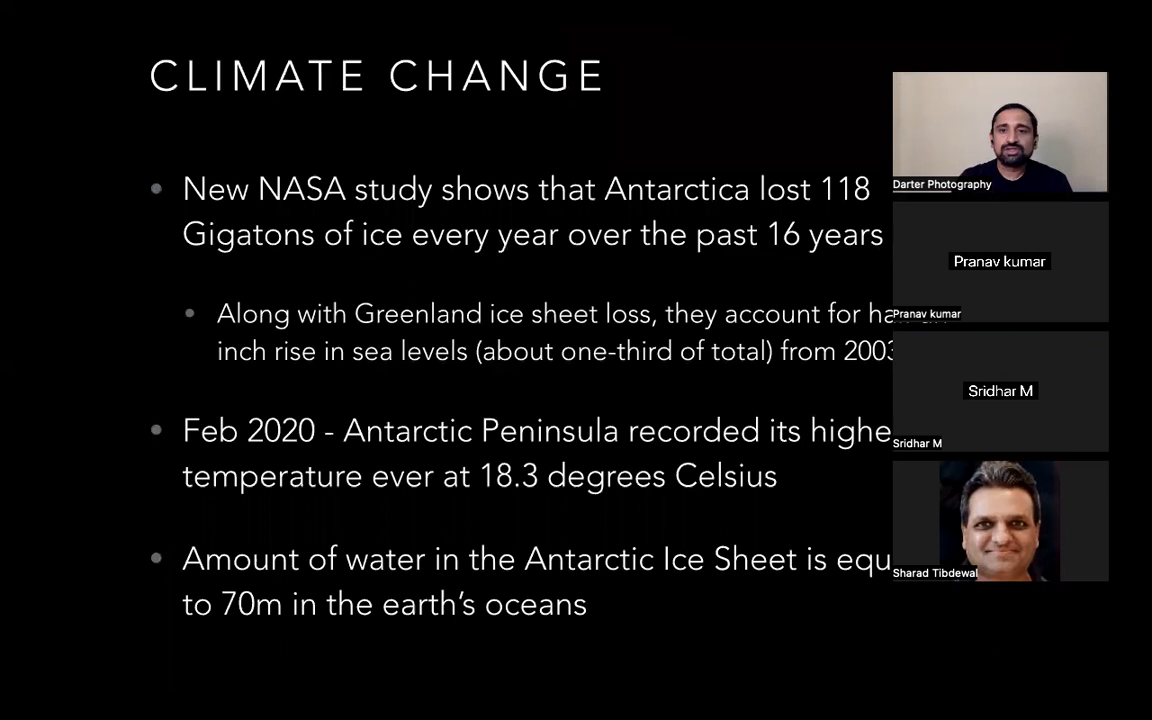 CLIMATE CHANGE
• New NASA study shows that Antarctica lost 118
Gigatons of ice every year over the past 16 years
• Along with Greenland ice sheet loss, they account for
inch rise in sea levels (about one-third of total) from 2003
• Feb 2020 - Antarctic Peninsula recorded its
temperature ever at 18.3 degrees Celsius
• Amount of water in the Antarctic Ice Sheet is
to 70m in the earth's oceans
Darter Photography
Pranav kumar
Pranav kumar
Sridhar M
Sridhar M
Sharad Tibdewal